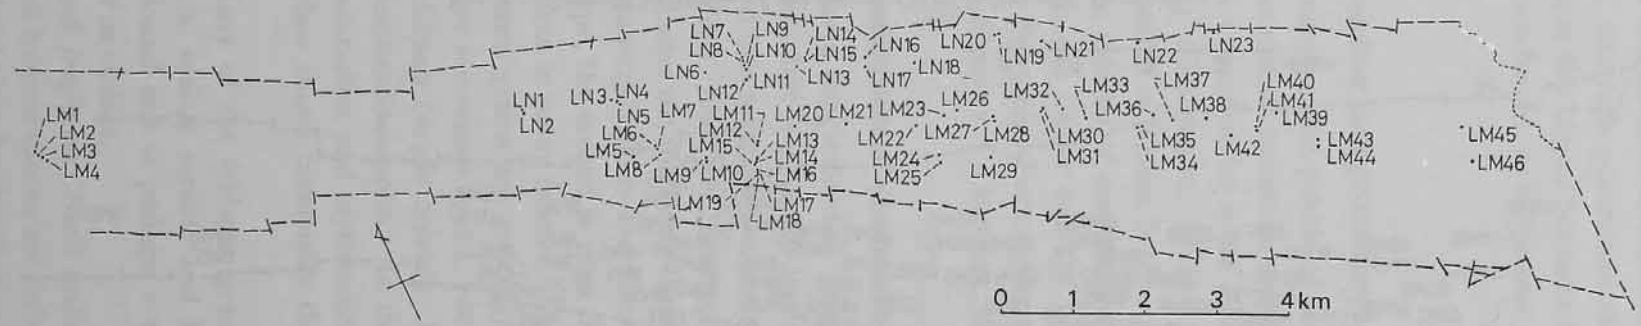 LN7 LN9 LN14
LN8 LN10 LN15 LN16 LN20 LN19 LN21 LN22 LN23
LN6 LN11 LN13 LN17 LN18
LN12
LN1 LN3 LN4
LN2 LN5
LM1
LM2
LM3
LM4
LM7 LM11 LM20 LM21 LM23 LM26 LM32 LM33 LM37 LM40
LM41
LM36 LM38 LM39
LM6 LM12 LM13 LM22 LM27 LM28 LM30 LM35 LM42 LM43 LM45
LM5 LM15 LM14 LM24 LM31 LM34 LM44 LM46
LM8 LM9 LM10 LM16 LM25 LM29
LM19 LM17
LM18
0 1 2 3 4km